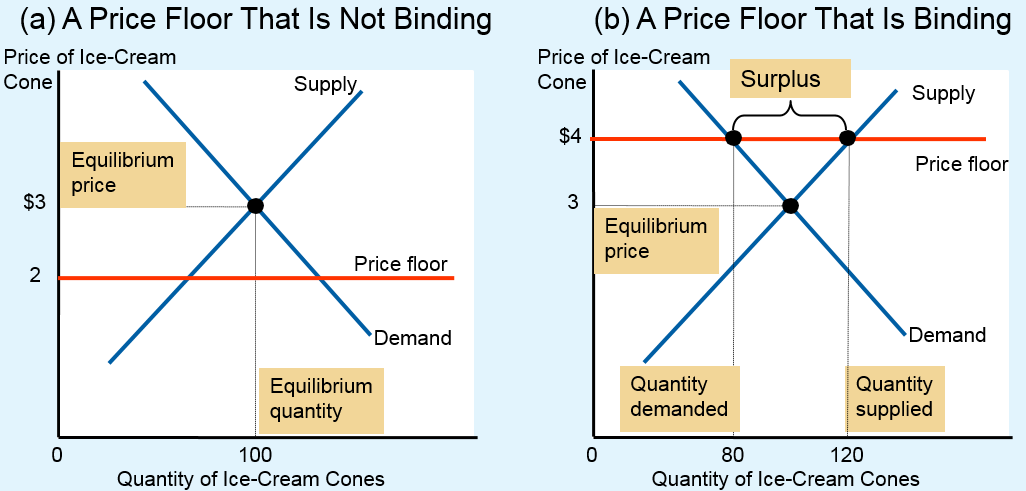 (a) A Price Floor That Is Not Binding
Price of Ice-Cream
Cone
Supply
Equilibrium
price
$3
Price floor
2
Demand
Equilibrium
quantity
0
100
Quantity of Ice-Cream Cones
(b) A Price Floor That Is Binding
Price of Ice-Cream
Cone
Surplus
Supply
$4
Price floor
3
Equilibrium
price
Demand
Quantity
demanded
Quantity
supplied
0
80
120
Quantity of Ice-Cream Cones